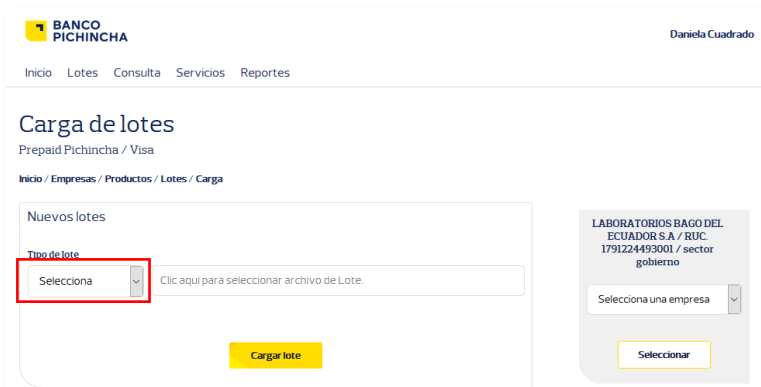 BANCO
PICHINCHA
Daniela Cuadrado
Inicio Lotes Consulta Servicios Reportes
Carga de lotes
Prepaid Pichincha / Visa
Inicio / Empresas / Productos / Lotes / Carga
Nuevos lotes
Tipo de lote
Selecciona
Clic aquí para seleccionar archivo de Lote.
Cargar lote
LABORATORIOS BAGO DEL
ECUADOR S.A / RUC.
1791224493001 / sector
gobierno
Selecciona una empresa
Seleccionar